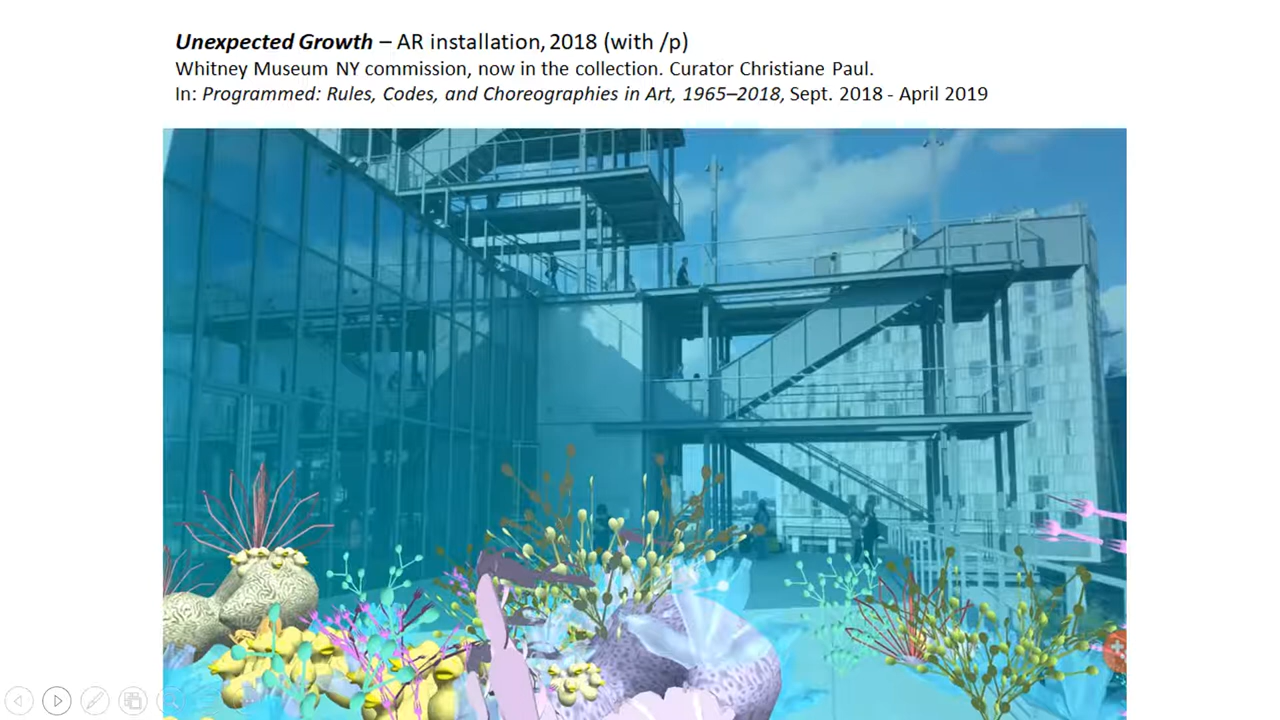 Unexpected Growth – AR installation, 2018 (with /p)
Whitney Museum NY commission, now in the collection. Curator Christiane Paul.
In: Programmed: Rules, Codes, and Choreographies in Art, 1965–2018, Sept. 2018 - April 2019